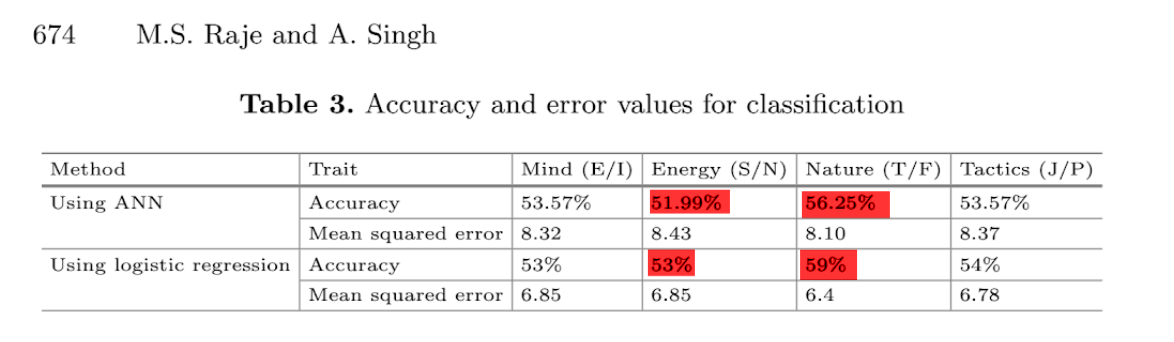 674 M.S. Raje and A. Singh
Table 3. Accuracy and error values for classification
Method Trait Mind (E/I) Energy (S/N) Nature (T/F) Tactics (J/P)
Using ANN Accuracy 53.57% 51.99% 56.25% 53.57%
Mean squared error 8.32 8.43 8.10 8.37
Using logistic regression Accuracy 53% 53% 59% 54%
Mean squared error 6.85 6.85 6.4 6.78